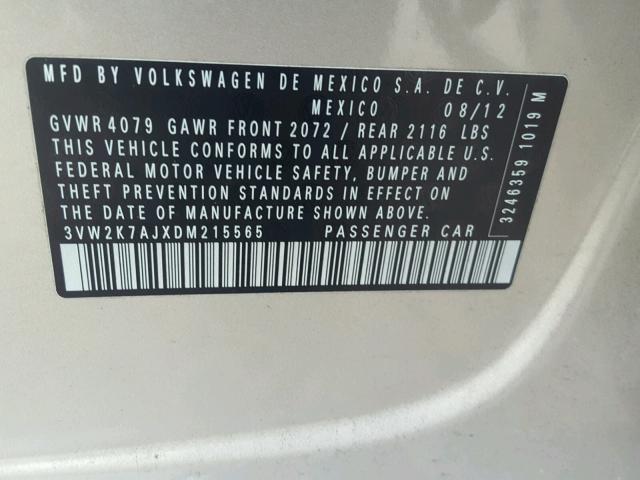 MFD BY VOLKSWAGEN DE MEXICO S.A. DE C.V.
MEXICO 08/12
GVWR 4079 GAWR FRONT 2072 / REAR 2116 LBS
THIS VEHICLE CONFORMS TO ALL APPLICABLE U.S.
FEDERAL MOTOR VEHICLE SAFETY, BUMPER AND
THEFT PREVENTION STANDARDS IN EFFECT ON
THE DATE OF MANUFACTURE SHOWN ABOVE.
3VW2K7AJXDM215565 PASSENGER CAR
3246359 1019 M